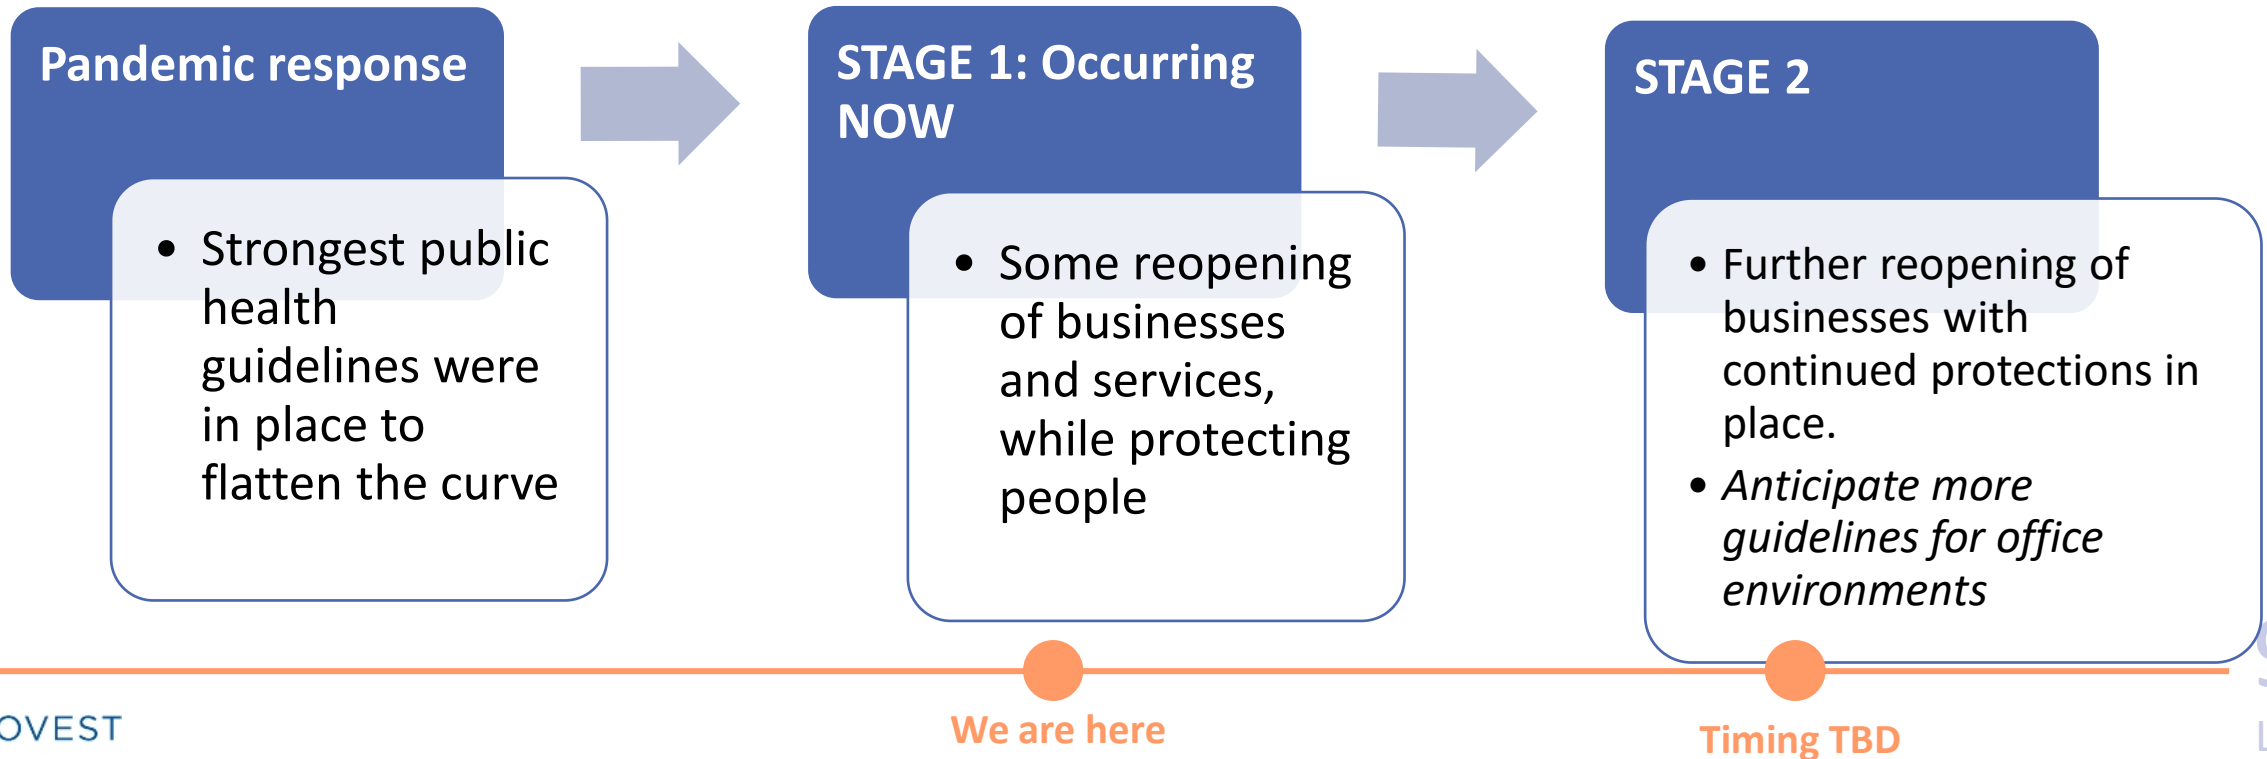 Pandemic response
• Strongest public
health
guidelines were
in place to
flatten the curve
STAGE 1: Occurring
NOW
• Some reopening
of businesses
and services,
while protecting
people
STAGE 2
• Further reopening of
businesses with
continued protections in
place.
• Anticipate more
guidelines for office
environments
We are here
Timing TBD
OVEST